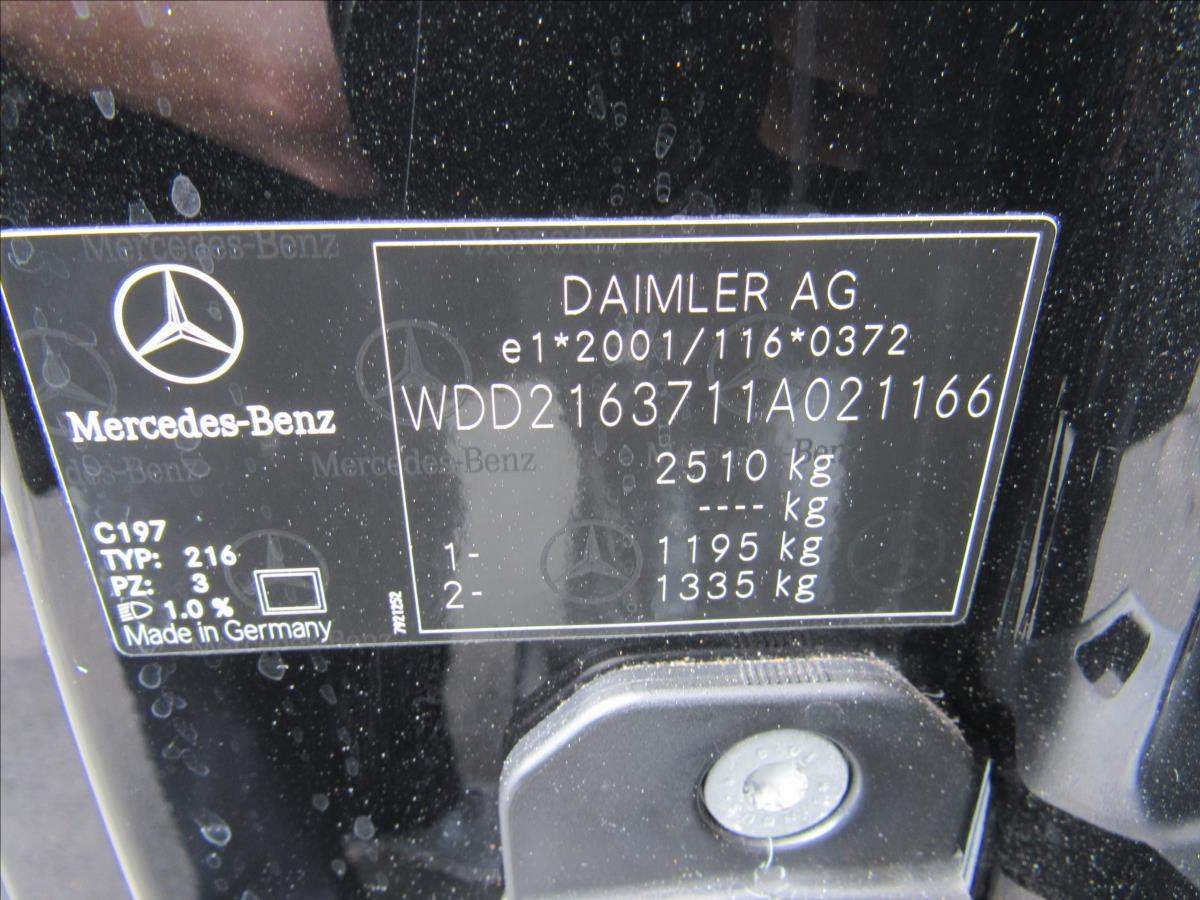 Mercedes-Benz
C197
TYP: 216
PZ: 3
1.0 %
Made in Germany
7921252
DAIMLER AG
e1*2001/116*0372
WDD2163711A021166
2510 kg
---- kg
1- 1195 kg
2- 1335 kg